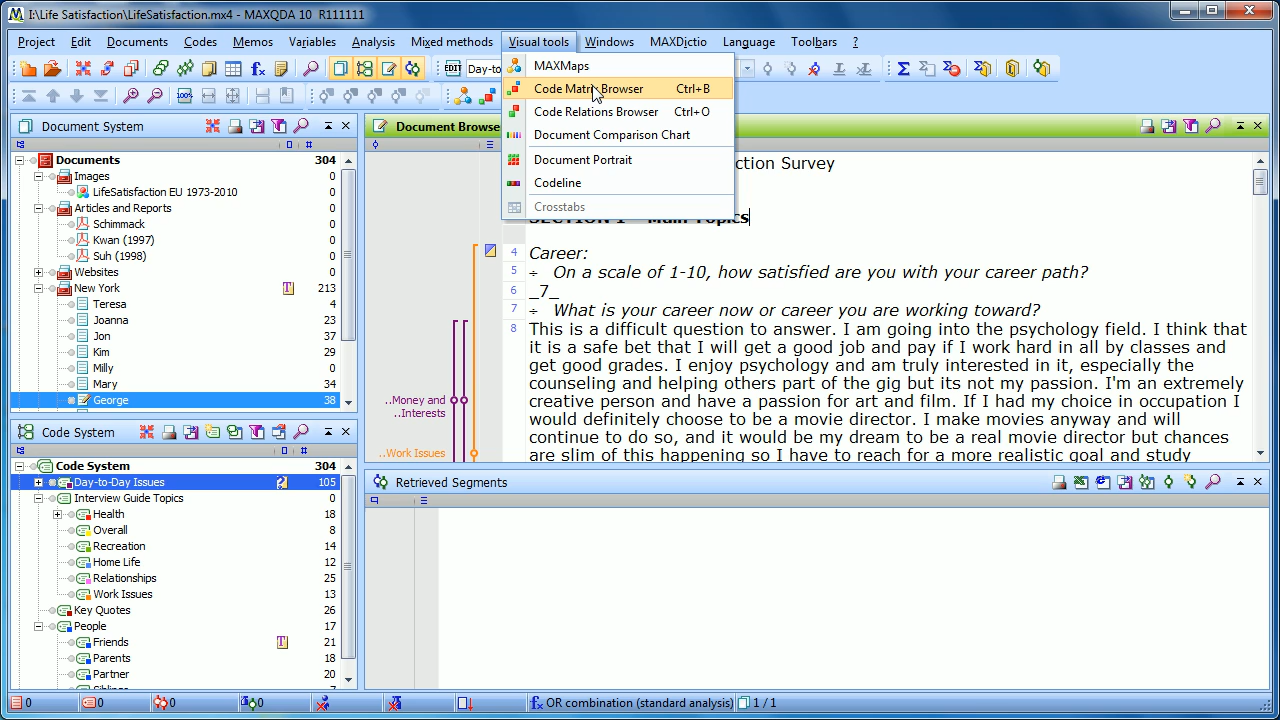 I:\Life Satisfaction\LifeSatisfaction.mx4 - MAXQDA 10 R111111
Project Edit Documents Codes Memos Variables Analysis Mixed methods Visual tools Windows MAXDictio Language Toolbars ?
EDIT Day-to
MAXMaps
Code Matrix Browser Ctrl+B
Code Relations Browser Ctrl+O
Document Comparison Chart
Document Portrait
Codeline
Crosstabs
Document System
Documents 304
Images 0
LifeSatisfaction EU 1973-2010 0
Articles and Reports 0
Schimmack 0
Kwan (1997) 0
Suh (1998) 0
Websites 0
New York 213
Teresa 4
Joanna 23
Jon 37
Kim 29
Milly 0
Mary 34
George 38
Code System
Code System 304
Day-to-Day Issues 105
Interview Guide Topics 0
Health 18
Overall 8
Recreation 14
Home Life 12
Relationships 25
Work Issues 13
Key Quotes 26
People 17
Friends 21
Parents 18
Partner 20
Document Browse
ction Survey
SECTION 1 - Main Topics
4 Career:
5 ÷ On a scale of 1-10, how satisfied are you with your career path?
6 _7_
7 ÷ What is your career now or career you are working toward?
8 This is a difficult question to answer. I am going into the psychology field. I think that
it is a safe bet that I will get a good job and pay if I work hard in all by classes and
get good grades. I enjoy psychology and am truly interested in it, especially the
counseling and helping others part of the gig but its not my passion. I'm an extremely
creative person and have a passion for art and film. If I had my choice in occupation I
would definitely choose to be a movie director. I make movies anyway and will
continue to do so, and it would be my dream to be a real movie director but chances
are slim of this happening so I have to reach for a more realistic goal and study
..Money and
..Interests
..Work Issues
Retrieved Segments
0 0 0 0 OR combination (standard analysis) 1 / 1